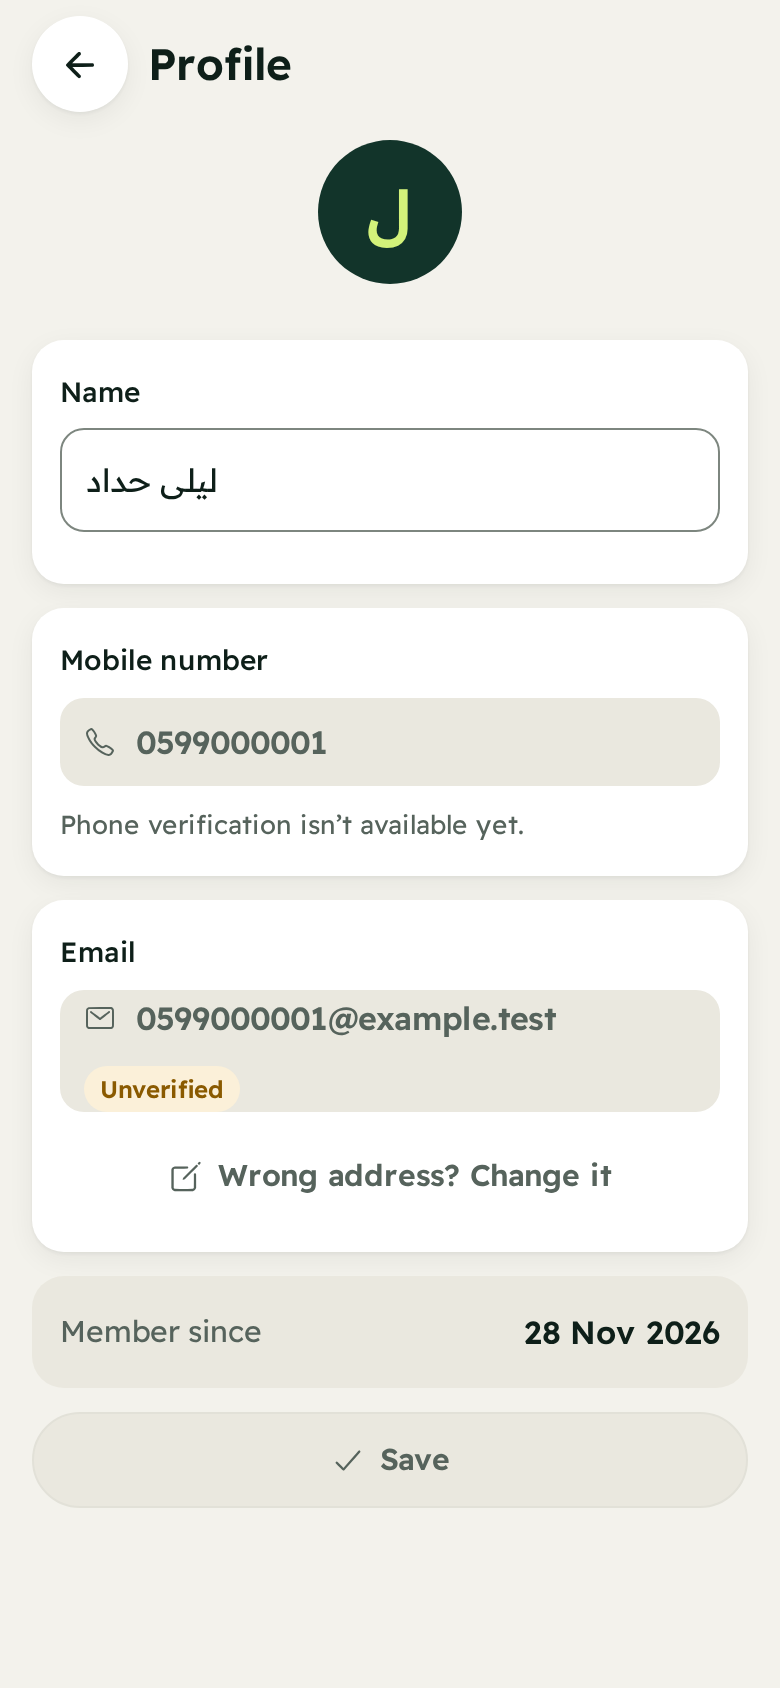 Profile
ل
Name
ليلى حداد
Mobile number
0599000001
Phone verification isn’t available yet.
Email
0599000001@example.test
Unverified
Wrong address? Change it
Member since 28 Nov 2026
Save